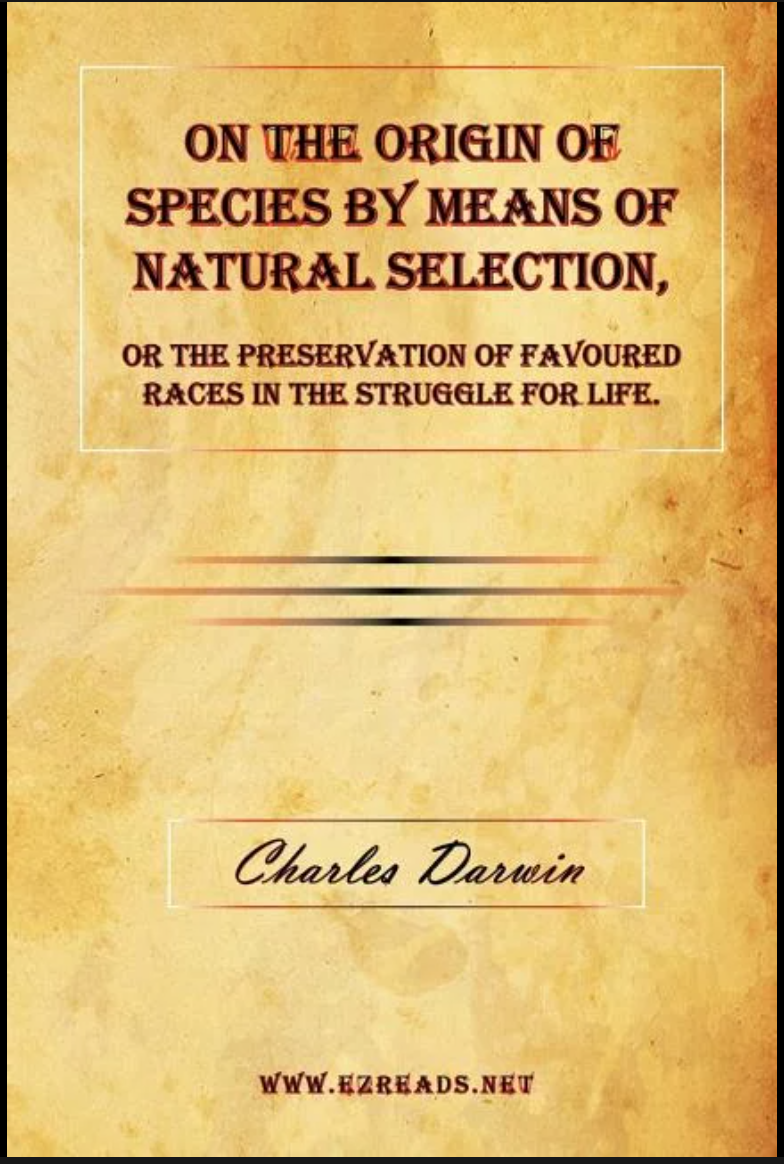 ON THE ORIGIN OF
SPECIES BY MEANS OF
NATURAL SELECTION,
OR THE PRESERVATION OF FAVOURED
RACES IN THE STRUGGLE FOR LIFE.
Charles Darwin
WWW.EZREADS.NET